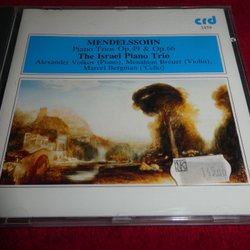 crd
MENDELSSOHN
Piano Trios Op.49 & Op.66
The Israel Piano Trio
Alexander Volkov (Piano), Menahem Breuer (Violin),
Marcel Bergman ('Cello)